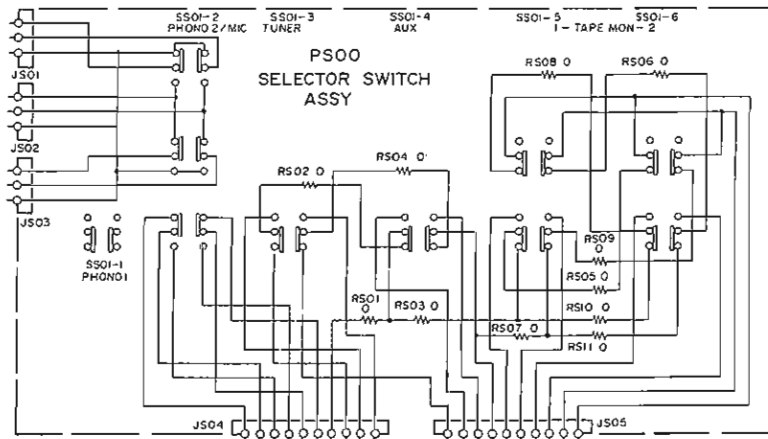 SS01-2
PHONO 2/MIC
SS01-3
TUNER
SS01-4
AUX
SS01-5
SS01-6
1 - TAPE MON - 2
PS00
SELECTOR SWITCH
ASSY
JS01
JS02
JS03
RS08 0
RS06 0
RS02 0
RS04 0
SS01-1
PHONO 1
RS09
0
RS05 0
RS01
0
RS03 0
RS10 0
RS07 0
RS11 0
JS04
JS05